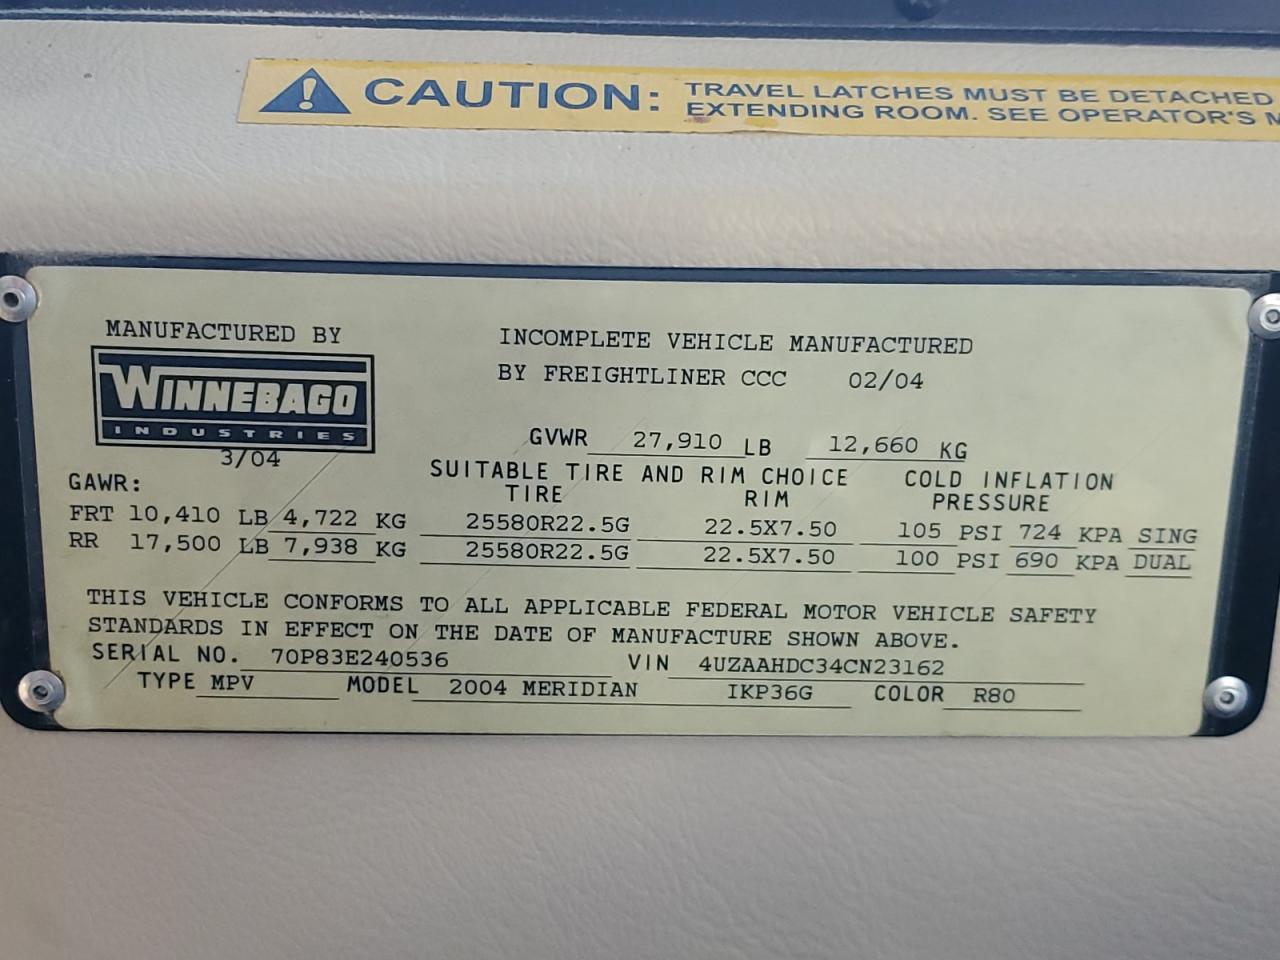 CAUTION: TRAVEL LATCHES MUST BE DETACHED
EXTENDING ROOM. SEE OPERATOR'S
MANUFACTURED BY
WINNEBAGO
INDUSTRIES
3/04
INCOMPLETE VEHICLE MANUFACTURED
BY FREIGHTLINER CCC 02/04
GVWR 27,910 LB 12,660 KG
GAWR: SUITABLE TIRE AND RIM CHOICE COLD INFLATION
TIRE RIM PRESSURE
FRT 10,410 LB 4,722 KG 25580R22.5G 22.5X7.50 105 PSI 724 KPA SING
RR 17,500 LB 7,938 KG 25580R22.5G 22.5X7.50 100 PSI 690 KPA DUAL
THIS VEHICLE CONFORMS TO ALL APPLICABLE FEDERAL MOTOR VEHICLE SAFETY
STANDARDS IN EFFECT ON THE DATE OF MANUFACTURE SHOWN ABOVE.
SERIAL NO. 70P83E240536 VIN 4UZAAHDC34CN23162
TYPE MPV MODEL 2004 MERIDIAN IKP36G COLOR R80